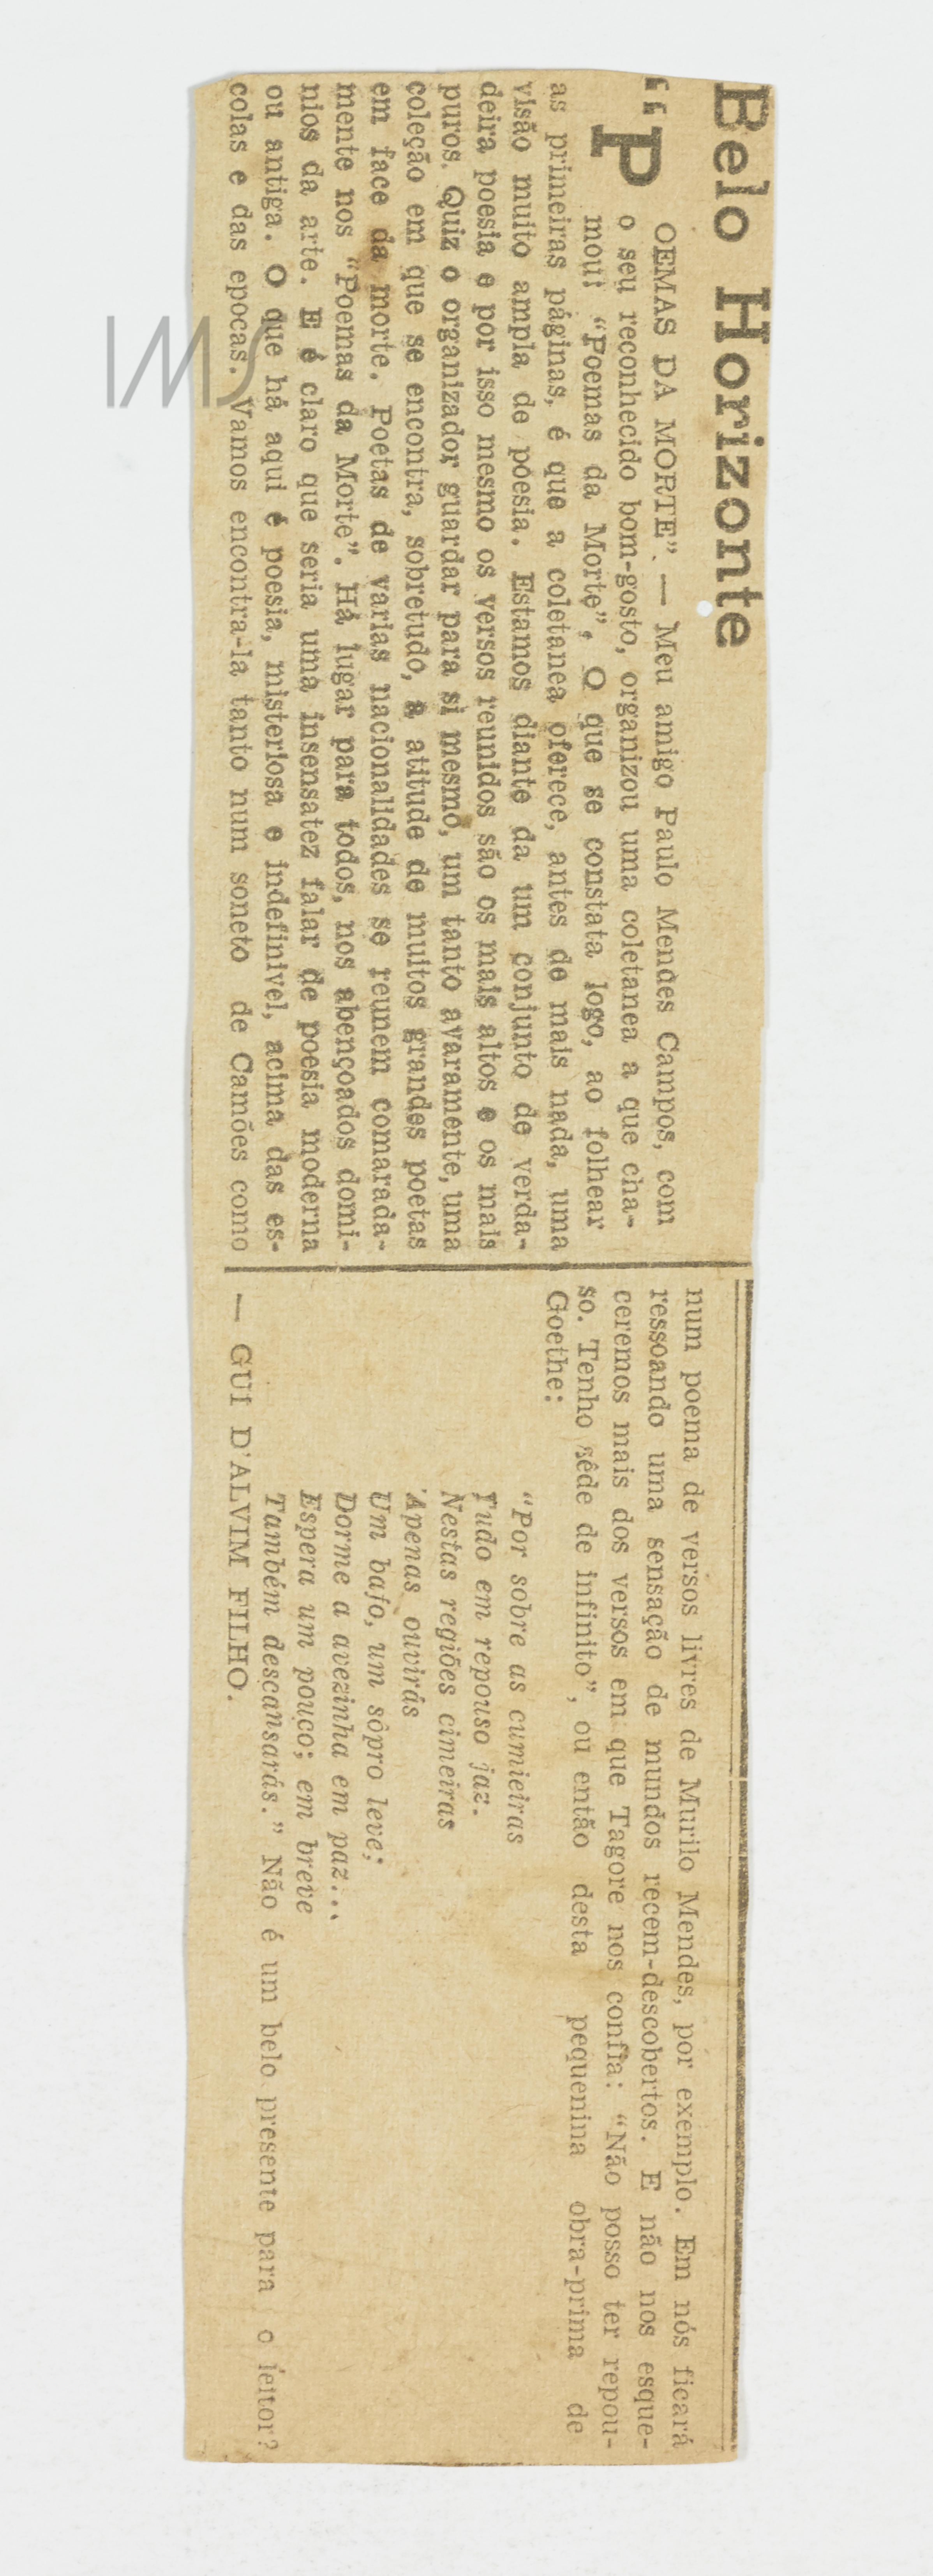 Belo Horizonte
“POEMAS DA MORTE”. — Meu amigo Paulo Mendes Campos, com
o seu reconhecido bom-gosto, organizou uma coletanea a que cha-
mou! “Poemas da Morte”. O que se constata logo, ao folhear
as primeiras páginas, é que a coletanea oferece, antes de mais nada, uma
visão muito ampla de póesia. Estamos diante da um conjunto de verda-
deira poesia e por isso mesmo os versos reunidos são os mais altos e os mais
puros. Quiz o organizador guardar para si mesmo, um tanto avaramente, uma
coleção em que se encontra, sobretudo, a atitude de muitos grandes poetas
em face da morte. Poetas de varias nacionalidades se reunem comarada-
mente nos “Poemas da Morte”. Há lugar para todos, nos abençoados domi-
nios da arte. E é claro que seria uma insensatez falar de poesia moderna
ou antiga. O que há aqui é poesia, misteriosa e indefinivel, acima das es-
colas e das epocas. Vamos encontra-la tanto num soneto de Camões como
num poema de versos livres de Murilo Mendes, por exemplo. Em nós ficará
ressoando uma sensação de mundos recem-descobertos. E não nos esque-
ceremos mais dos versos em que Tagore nos confia: “Não posso ter repou-
so. Tenho sêde de infinito”, ou então desta pequenina obra-prima de
Goethe:
“Por sobre as cumieiras
Tudo em repouso jaz.
Nestas regiões cimeiras
Apenas ouvirás
Um bafo, um sôpro leve;
Dorme a avezinha em paz...
Espera um pouco; em breve
Também descansarás.” Não é um belo presente para o leitor?
— GUI D'ALVIM FILHO.
IMS